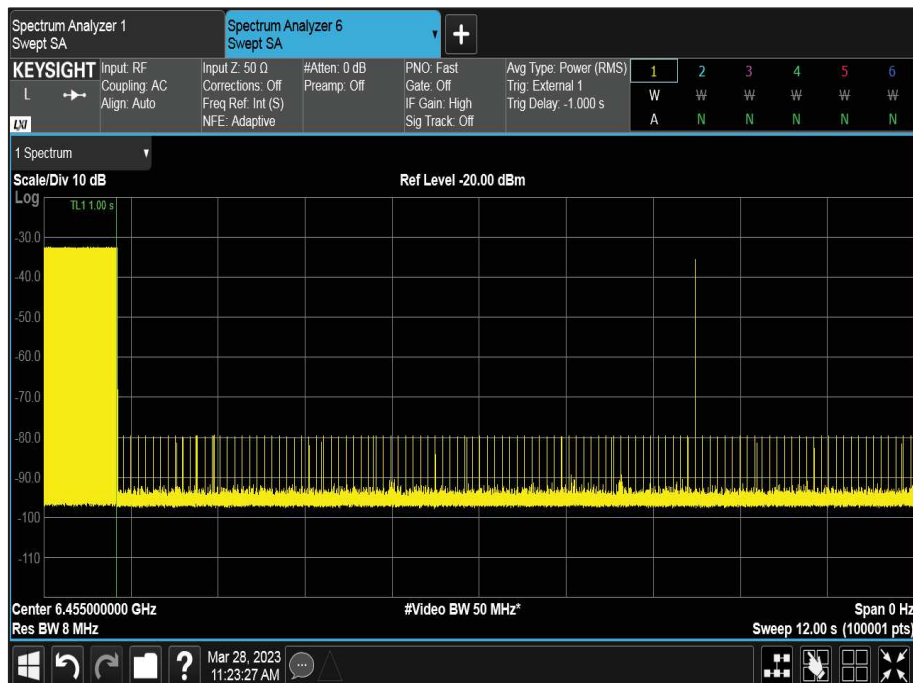 Spectrum Analyzer 1
Swept SA
Spectrum Analyzer 6
Swept SA
+
KEYSIGHT
L
LXI
Input: RF
Coupling: AC
Align: Auto
Input Z: 50 Ω
Corrections: Off
Freq Ref: Int (S)
NFE: Adaptive
#Atten: 0 dB
Preamp: Off
PNO: Fast
Gate: Off
IF Gain: High
Sig Track: Off
Avg Type: Power (RMS)
Trig: External 1
Trig Delay: -1.000 s
1 2 3 4 5 6
W W W W W W
A N N N N N
1 Spectrum
Scale/Div 10 dB
Ref Level -20.00 dBm
Log
TL1 1.00 s
-30.0
-40.0
-50.0
-60.0
-70.0
-80.0
-90.0
-100
-110
Center 6.455000000 GHz
#Video BW 50 MHz*
Span 0 Hz
Res BW 8 MHz
Sweep 12.00 s (100001 pts)
?
Mar 28, 2023
11:23:27 AM